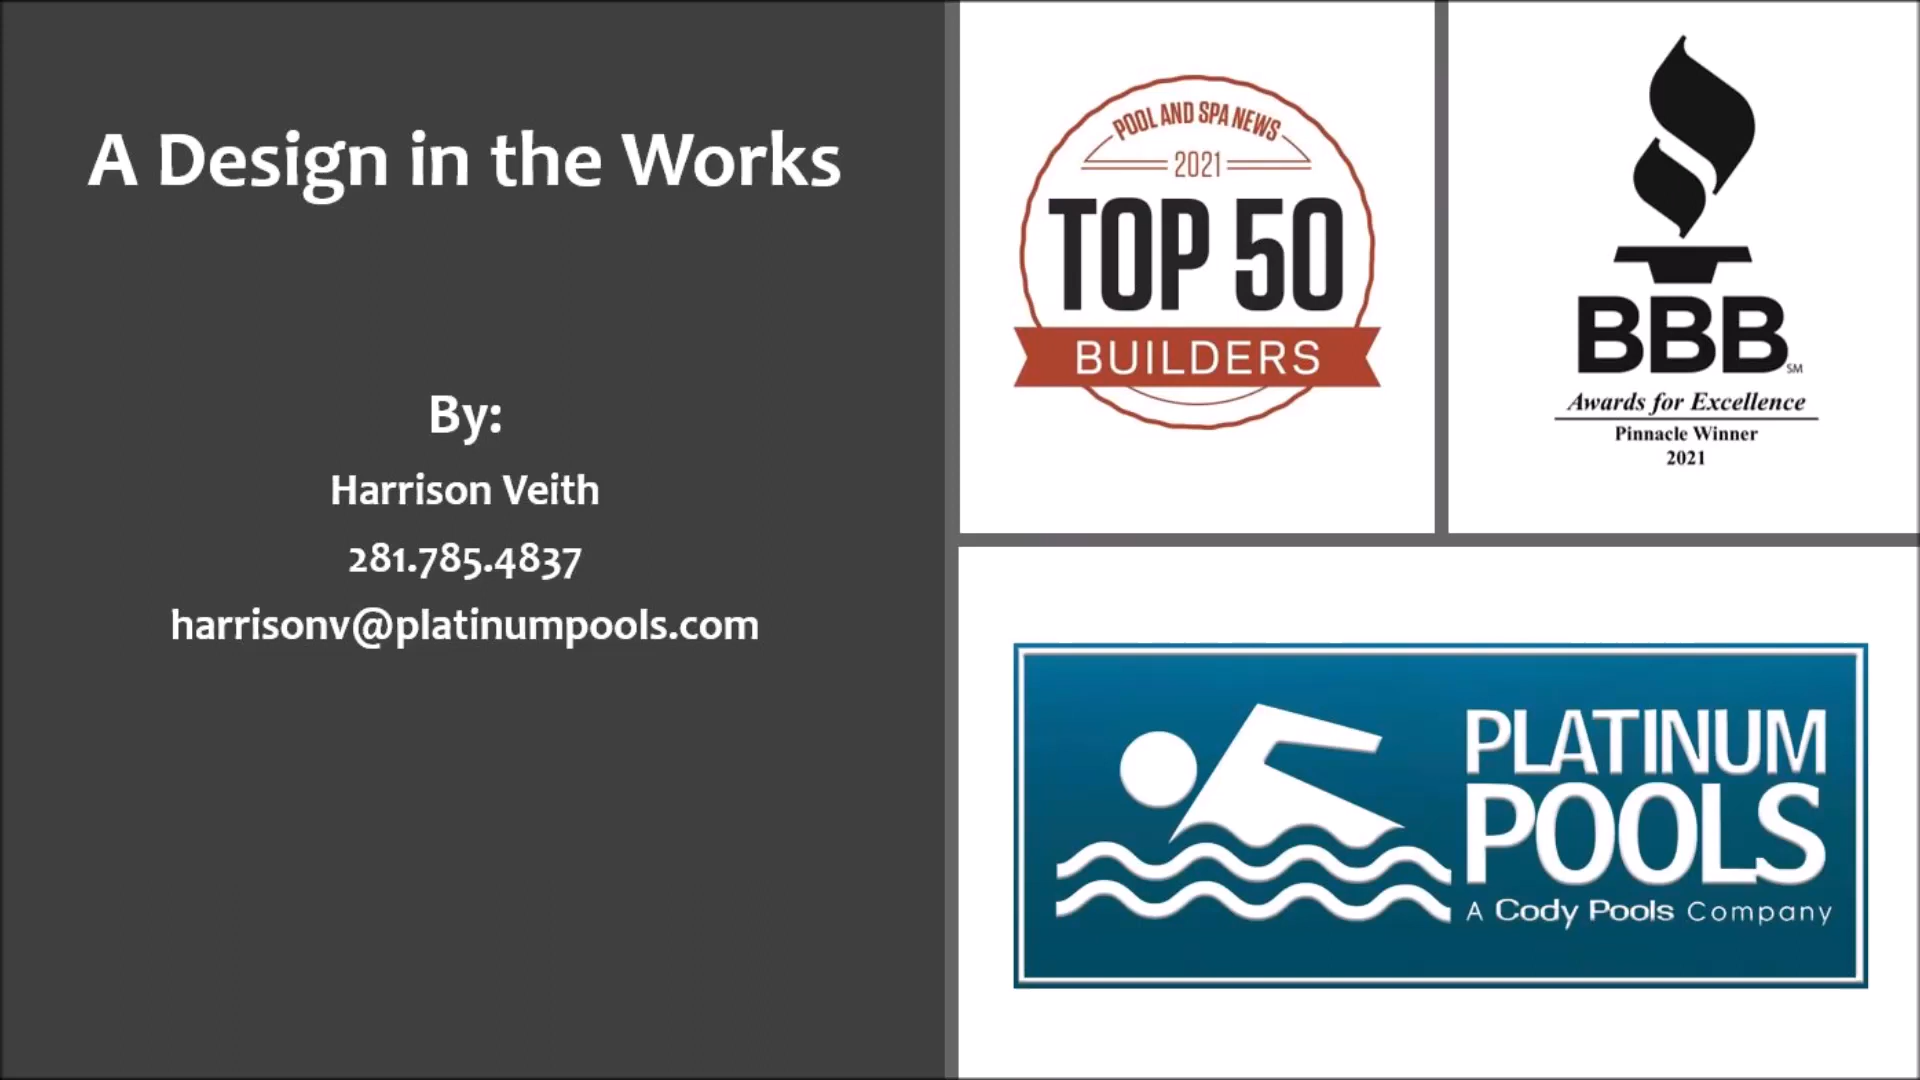 A Design in the Works
By:
Harrison Veith
281.785.4837
harrisonv@platinumpools.com
POOL AND SPA NEWS
2021
TOP 50
BUILDERS
BBB SM
Awards for Excellence
Pinnacle Winner
2021
PLATINUM
POOLS
A Cody Pools Company